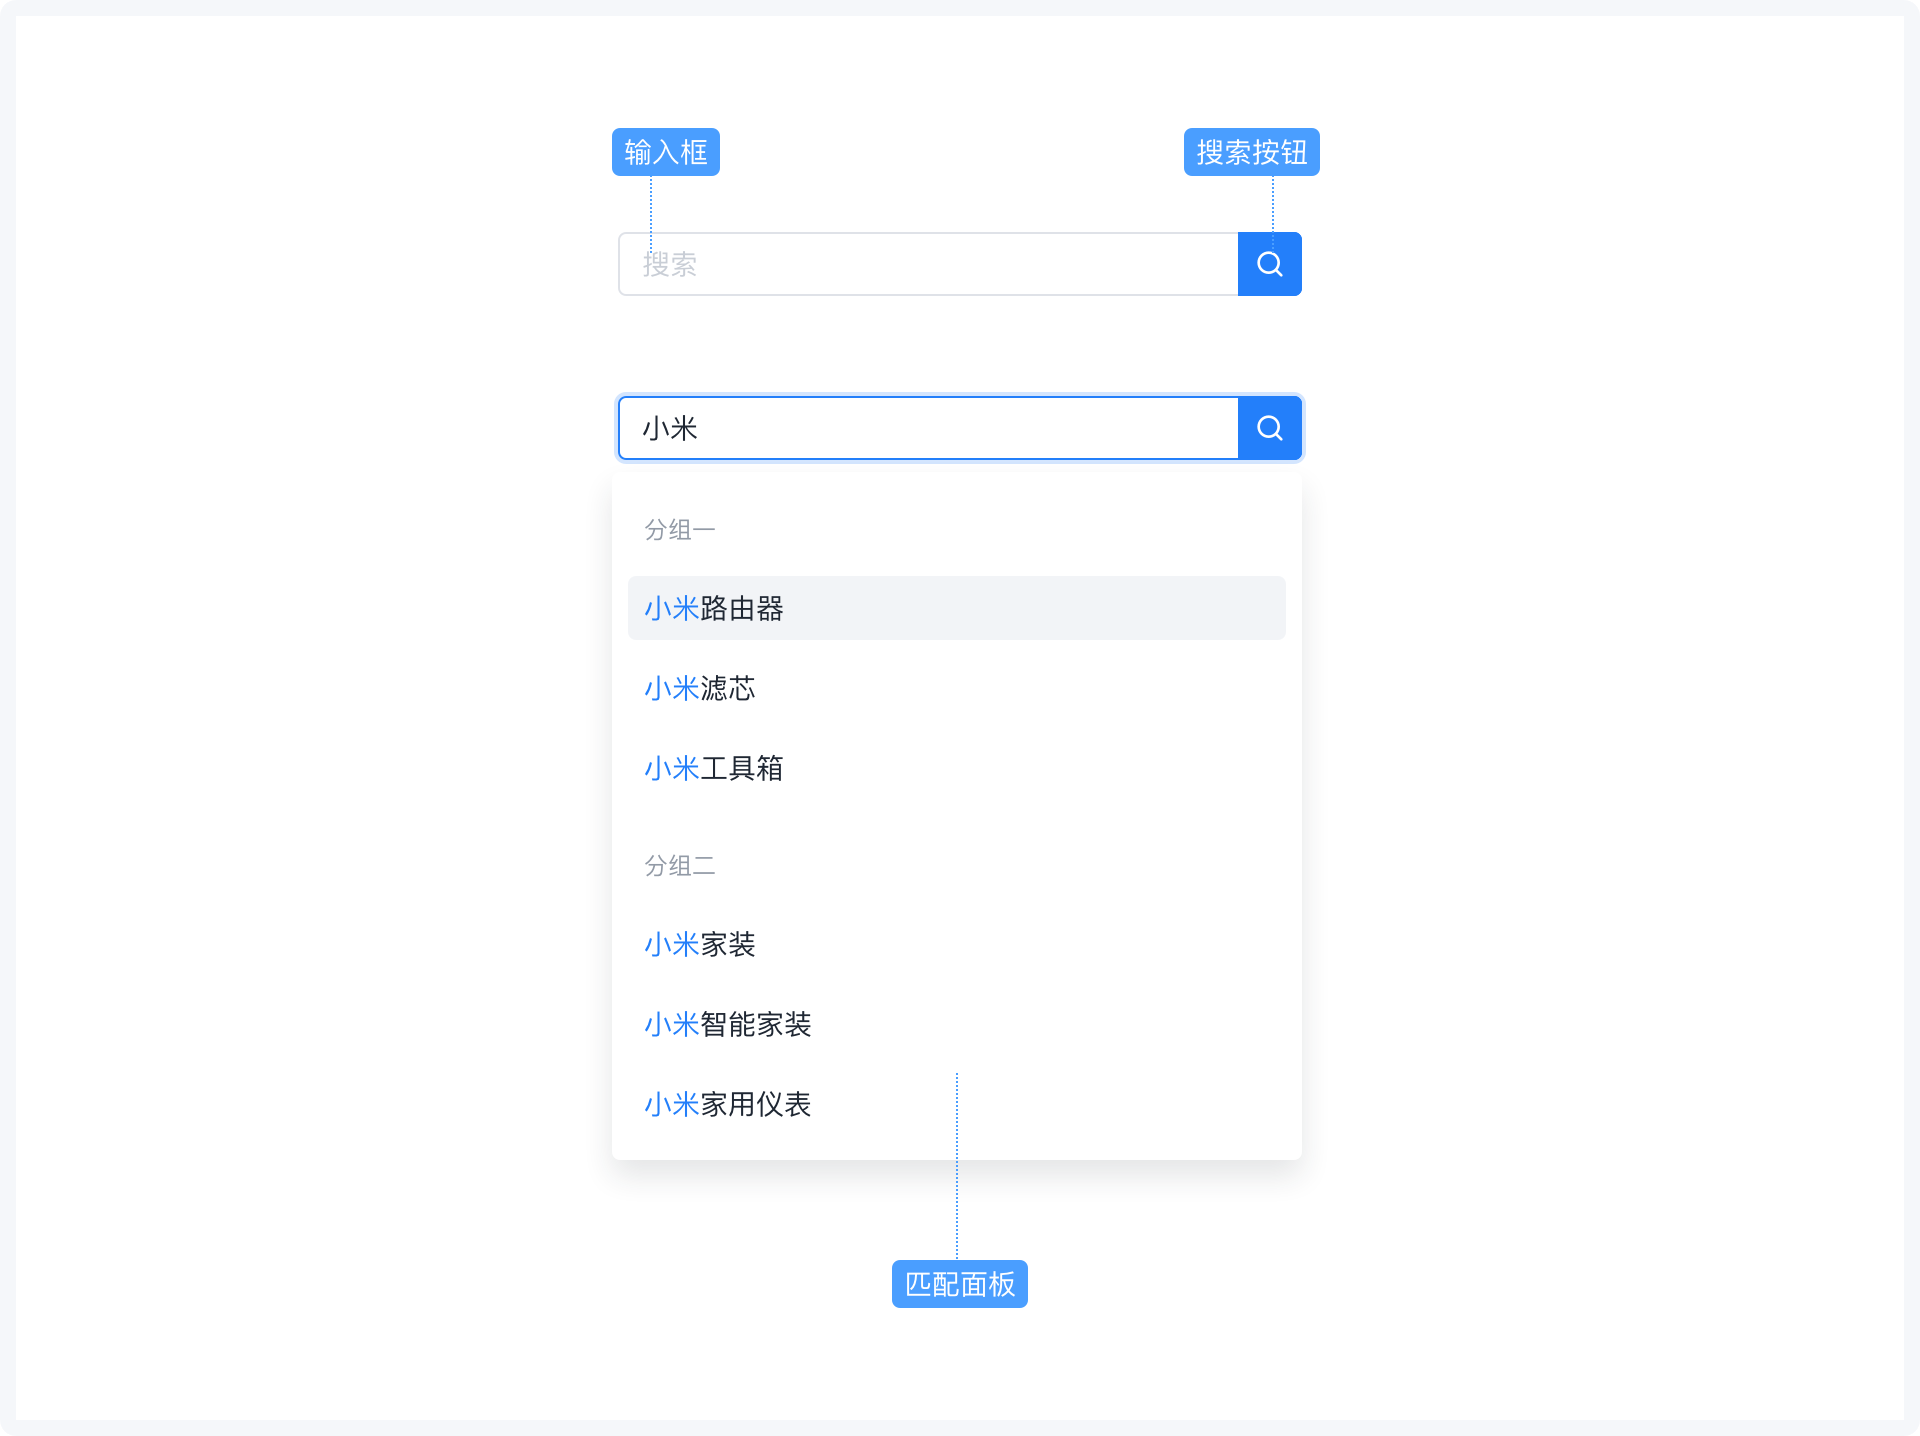 输入框
搜索按钮
搜索
小米
分组一
小米路由器
小米滤芯
小米工具箱
分组二
小米家装
小米智能家装
小米家用仪表
匹配面板